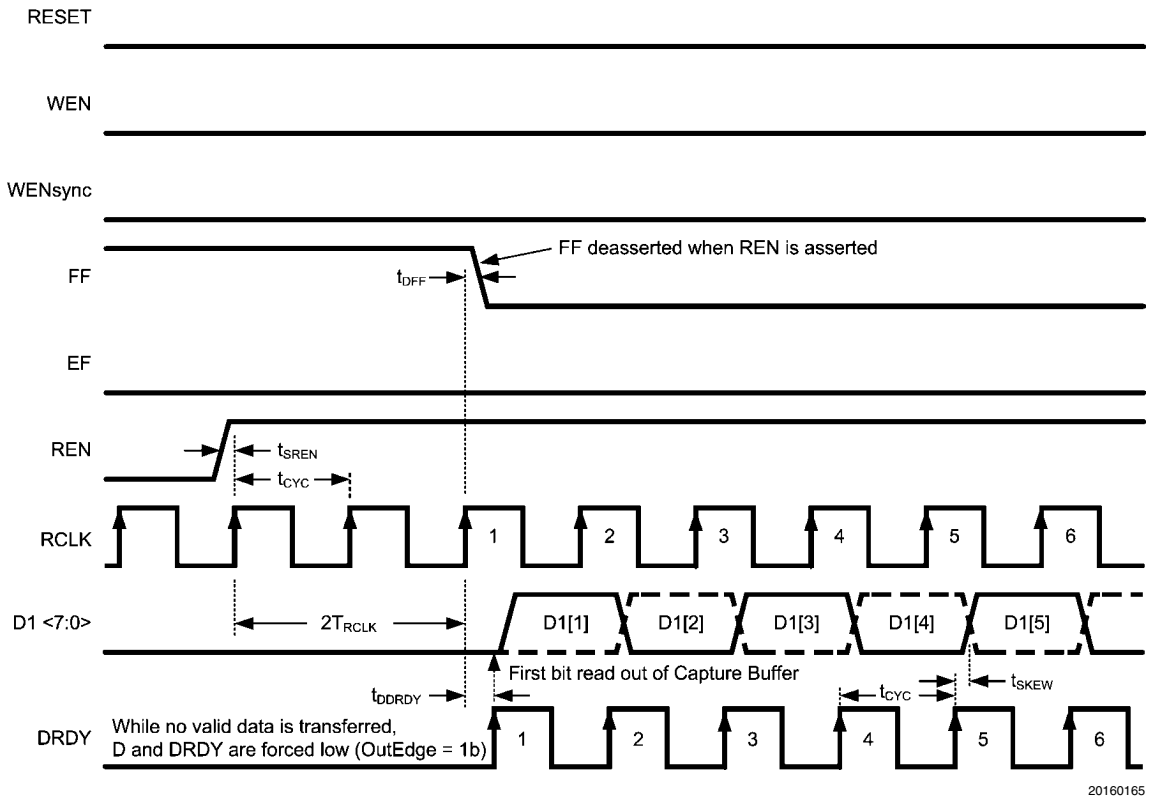 RESET
WEN
WENsync
FF deasserted when REN is asserted
FF
tDFF
EF
REN
tSREN
tCYC
RCLK
1
2
3
4
5
6
D1 <7:0>
2TRCLK
D1[1]
D1[2]
D1[3]
D1[4]
D1[5]
First bit read out of Capture Buffer
tDDRDY
tCYC
tSKEW
While no valid data is transferred,
D and DRDY are forced low (OutEdge = 1b)
DRDY
1
2
3
4
5
6
20160165